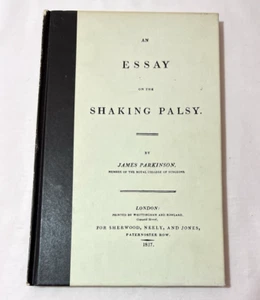 AN
ESSAY
ON THE
SHAKING PALSY.
BY
JAMES PARKINSON,
MEMBER OF THE ROYAL COLLEGE OF SURGEONS.
LONDON:
PRINTED BY WHITTINGHAM AND ROWLAND,
FOR SHERWOOD, NEELY, AND JONES,
PATERNOSTER ROW.
1817.